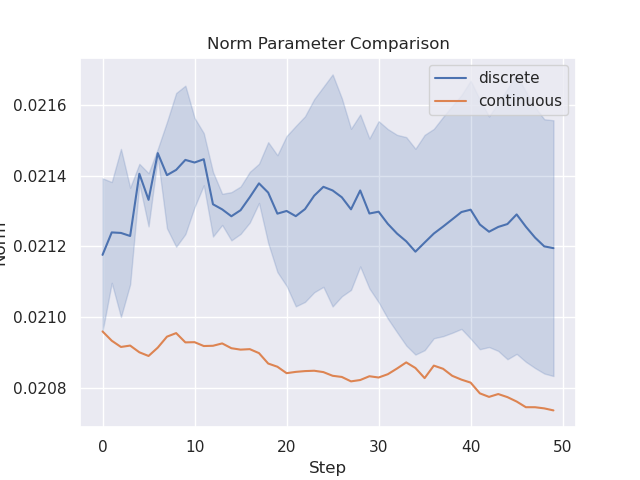 Norm Parameter Comparison
discrete
continuous
0.0216
0.0214
0.0212
0.0210
0.0208
Norm
0 10 20 30 40 50
Step